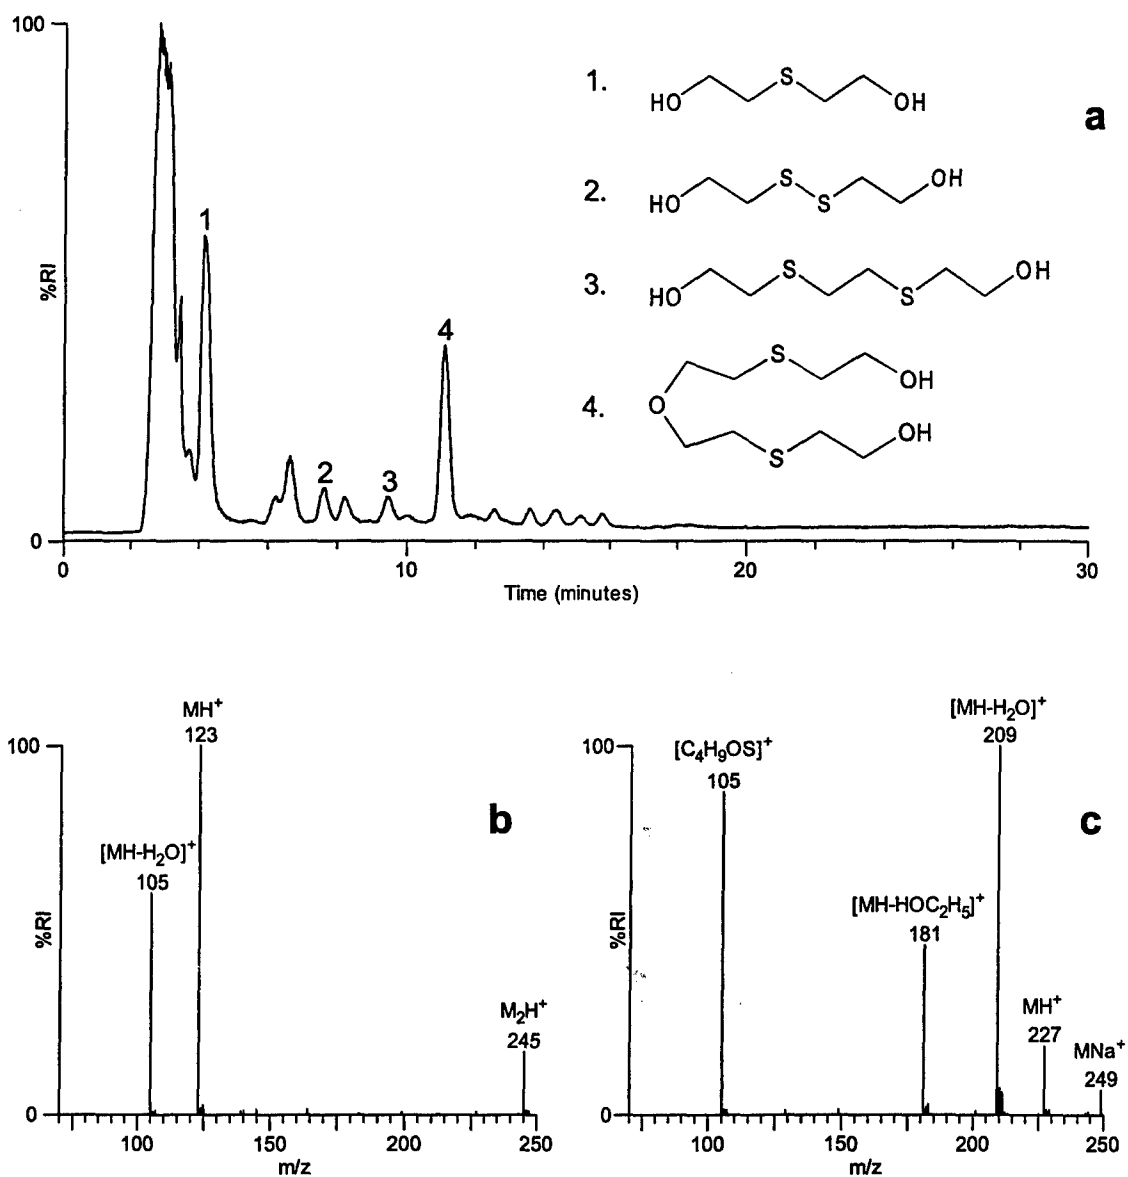 100
%RI
0
0
10
20
30
Time (minutes)
a
1
2
3
4
1.
HO
S
OH
2.
HO
S
S
OH
3.
HO
S
S
OH
4.
O
S
OH
S
OH
b
100
%RI
0
[MH-H₂O]⁺
105
MH⁺
123
M₂H⁺
245
100
150
200
250
m/z
c
100
%RI
0
[C₄H₉OS]⁺
105
[MH-HOC₂H₅]⁺
181
[MH-H₂O]⁺
209
MH⁺
227
MNa⁺
249
100
150
200
250
m/z